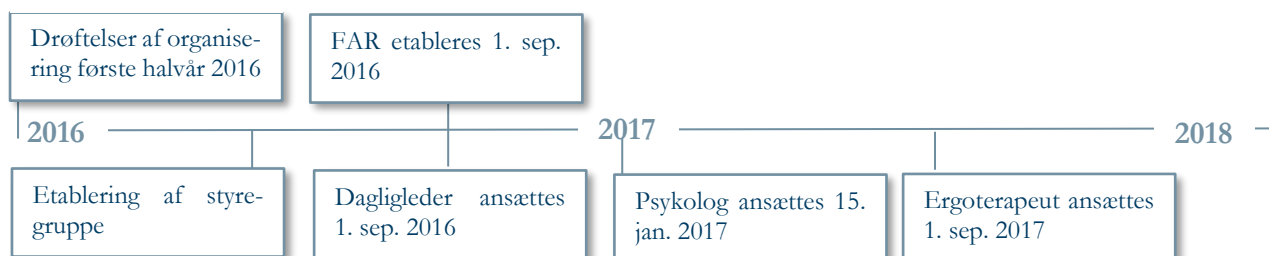 Drøftelser af organise-
ring første halvår 2016
FAR etableres 1. sep.
2016
2016
2017
2018
Etablering af styre-
gruppe
Dagligleder ansættes
1. sep. 2016
Psykolog ansættes 15.
jan. 2017
Ergoterapeut ansættes
1. sep. 2017